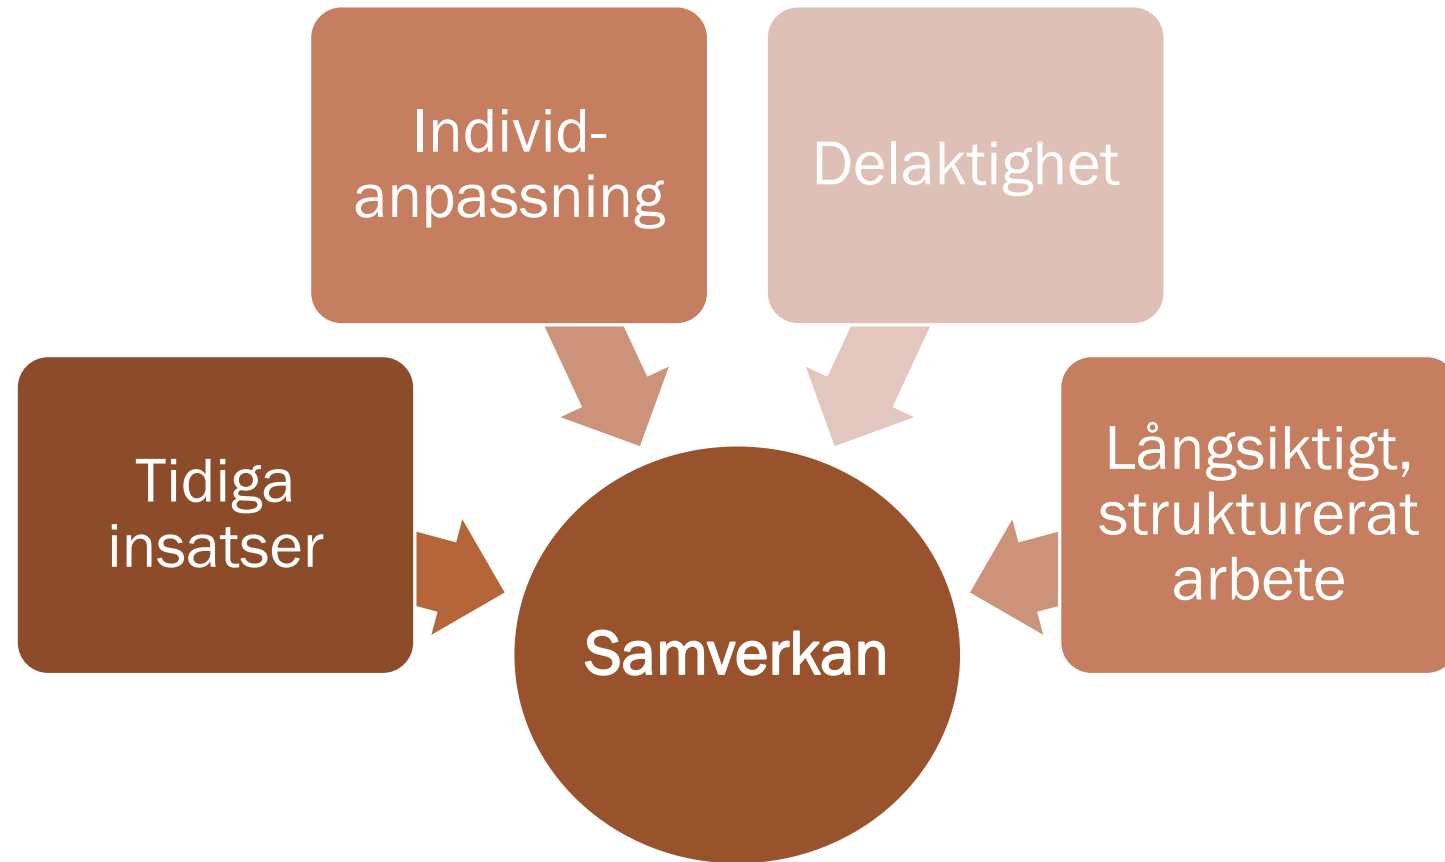 Individ-
anpassning
Delaktighet
Tidiga
insatser
Långsiktigt,
strukturerat
arbete
Samverkan